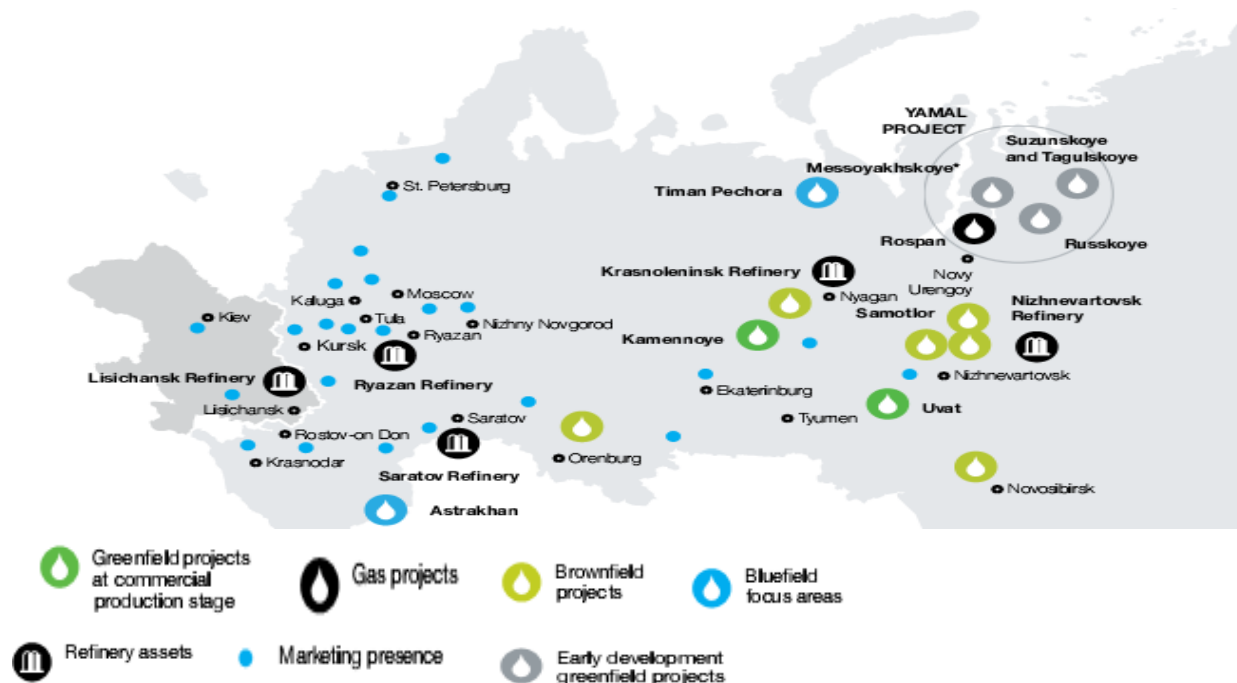 YAMAL
PROJECT
Suzunskoye
and Tagulskoye
Messoyakhskoye*
Timan Pechora
St. Petersburg
Rospan
Russkoye
Krasnoleninsk Refinery
Novy
Urengoy
Nyagan
Moscow
Kaluga
Samotlor
Nizhnevartovsk
Refinery
Kiev
Tula
Nizhny Novgorod
Ryazan
Kamennoye
Kursk
Lisichansk Refinery
Ryazan Refinery
Nizhnevartovsk
Ekaterinburg
Lisichansk
Saratov
Tyumen
Uvat
Rostov-on Don
Krasnodar
Orenburg
Saratov Refinery
Novosibirsk
Astrakhan
Greenfield projects
at commercial
production stage
Gas projects
Brownfield
projects
Bluefield
focus areas
Refinery assets
Marketing presence
Early development
greenfield projects